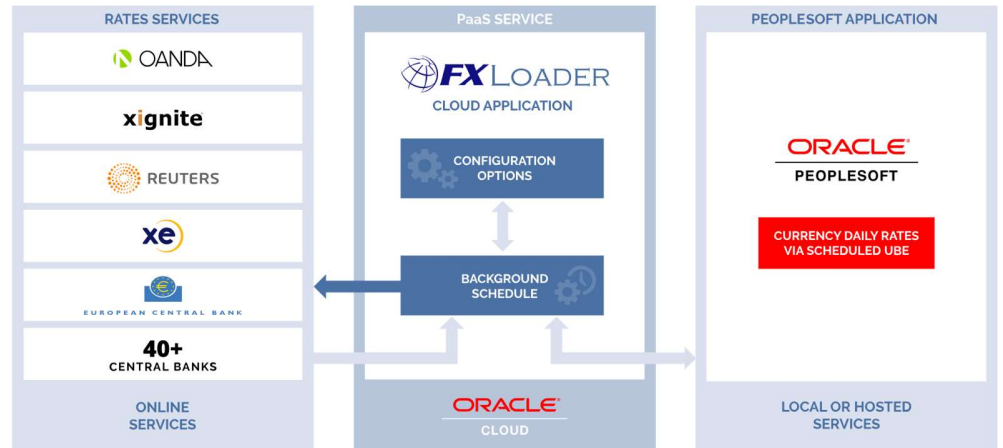 RATES SERVICES
OANDA
xignite
REUTERS
xe
EUROPEAN CENTRAL BANK
40+
CENTRAL BANKS
ONLINE
SERVICES
PaaS SERVICE
FXLOADER
CLOUD APPLICATION
CONFIGURATION
OPTIONS
BACKGROUND
SCHEDULE
ORACLE
CLOUD
PEOPLESOFT APPLICATION
ORACLE
PEOPLESOFT
CURRENCY DAILY RATES
VIA SCHEDULED UBE
LOCAL OR HOSTED
SERVICES